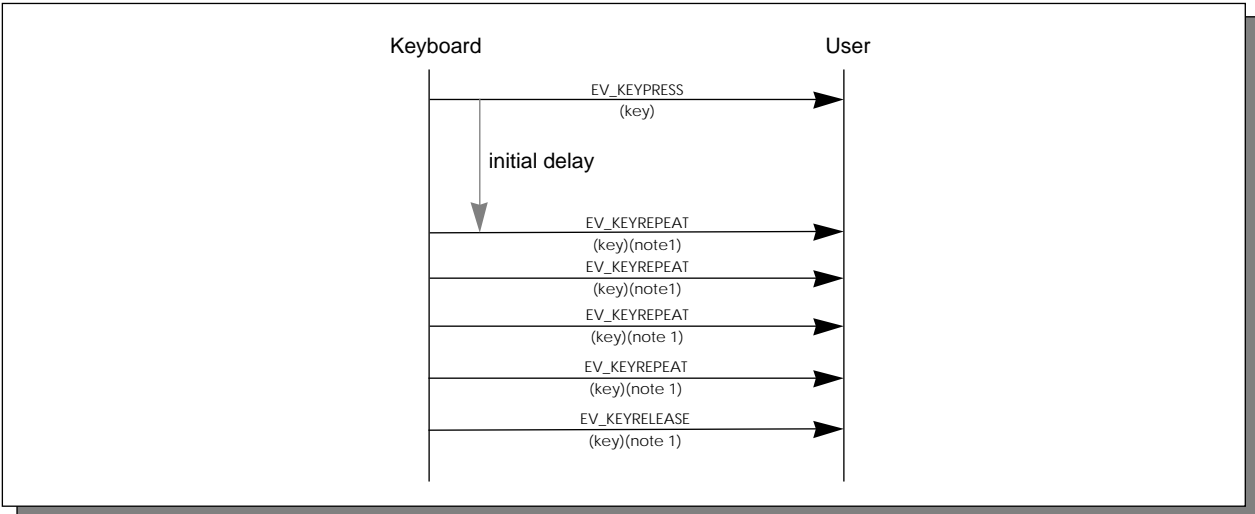 Keyboard User
EV_KEYPRESS
(key)
initial delay
EV_KEYREPEAT
(key)(note1)
EV_KEYREPEAT
(key)(note1)
EV_KEYREPEAT
(key)(note 1)
EV_KEYREPEAT
(key)(note 1)
EV_KEYRELEASE
(key)(note 1)